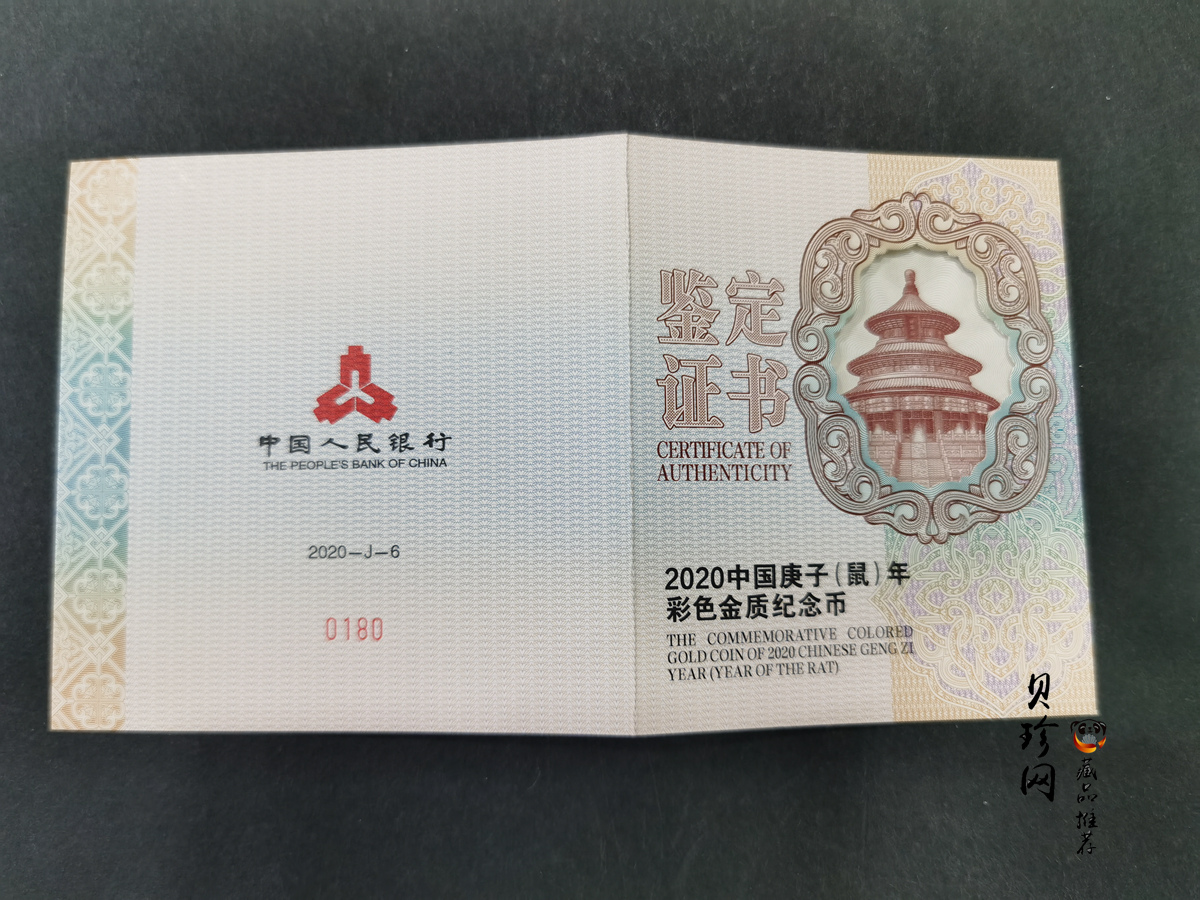 中国人民银行
THE PEOPLE'S BANK OF CHINA
2020—J—6
0180
鉴定
证书
CERTIFICATE OF
AUTHENTICITY
2020中国庚子（鼠）年
彩色金质纪念币
THE COMMEMORATIVE COLORED
GOLD COIN OF 2020 CHINESE GENG ZI
YEAR (YEAR OF THE RAT)
贝珍网
藏品推荐